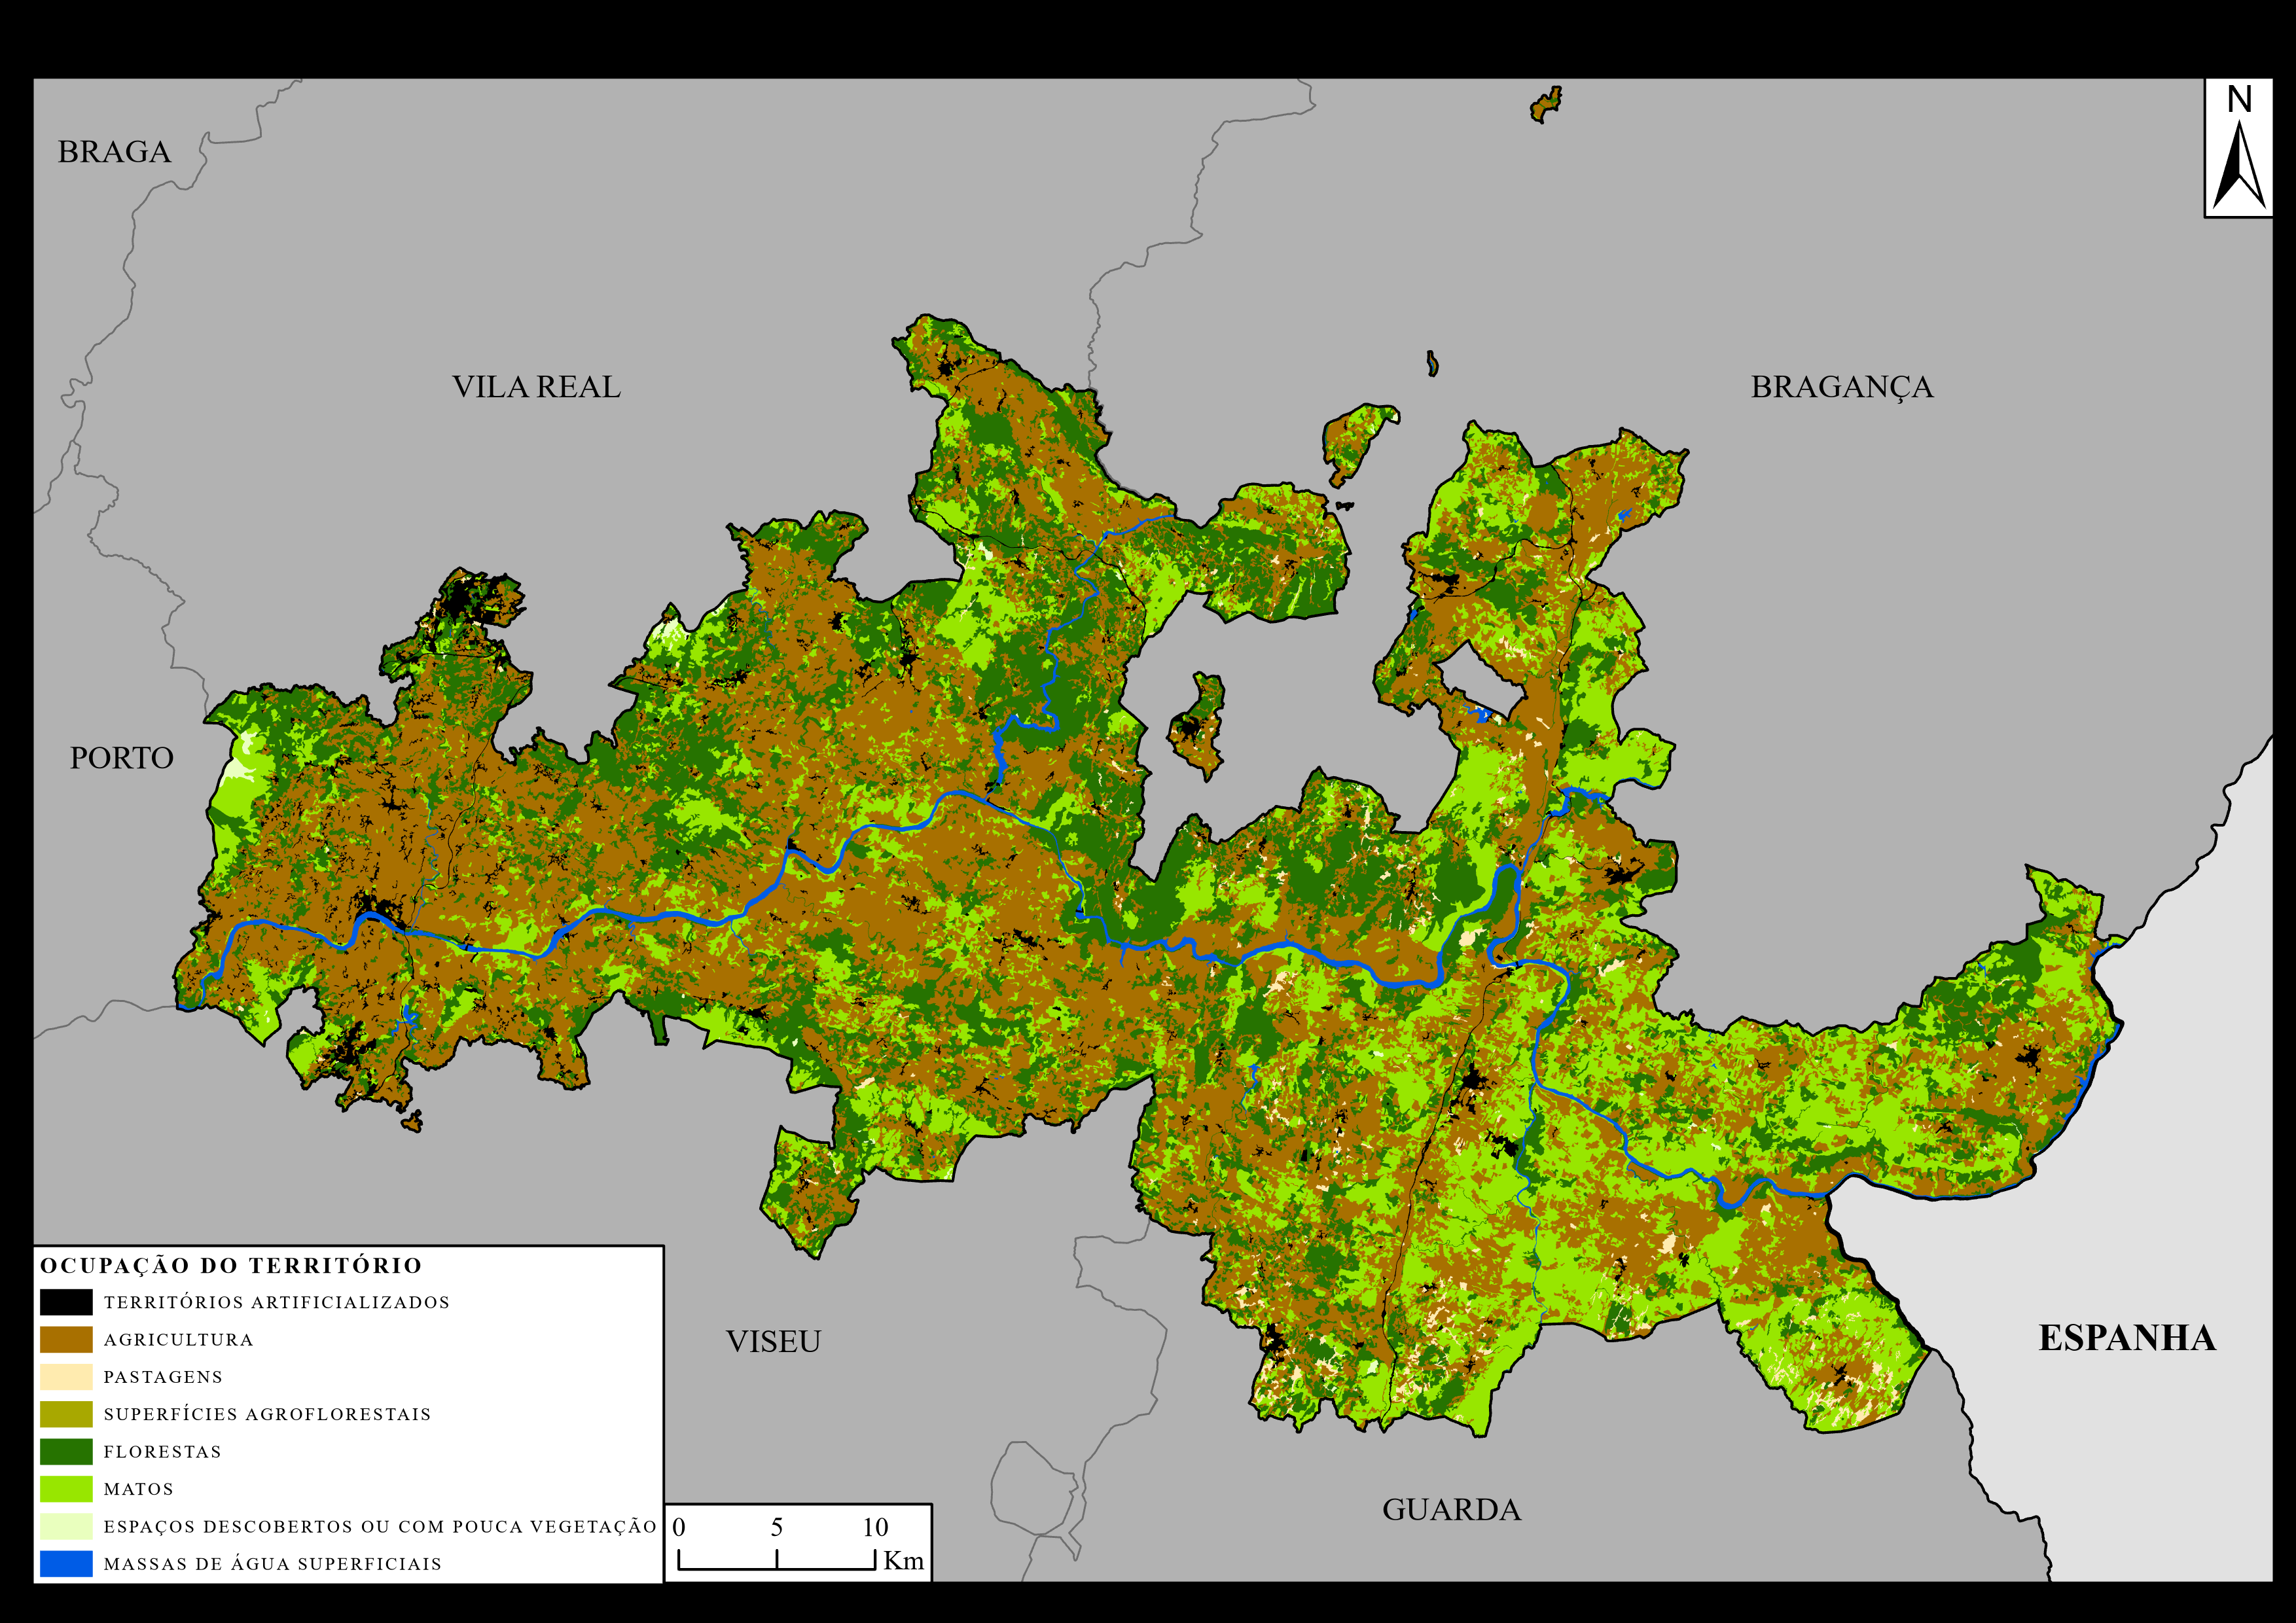 N
BRAGA
VILA REAL
BRAGANÇA
PORTO
OCUPAÇÃO DO TERRITÓRIO
TERRITÓRIOS ARTIFICIALIZADOS
AGRICULTURA
PASTAGENS
SUPERFÍCIES AGROFLORESTAIS
FLORESTAS
MATOS
ESPAÇOS DESCOBERTOS OU COM POUCA VEGETAÇÃO
MASSAS DE ÁGUA SUPERFICIAIS
VISEU
ESPANHA
GUARDA
0 5 10
Km